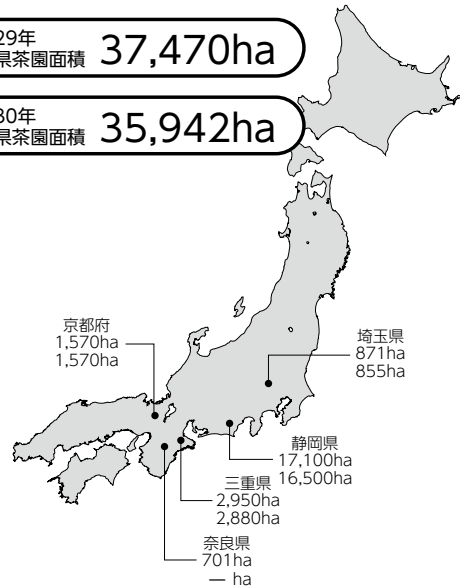 29年
県茶園面積 37,470ha
30年
県茶園面積 35,942ha
京都府
1,570ha
1,570ha
埼玉県
871ha
855ha
静岡県
17,100ha
16,500ha
三重県
2,950ha
2,880ha
奈良県
701ha
— ha